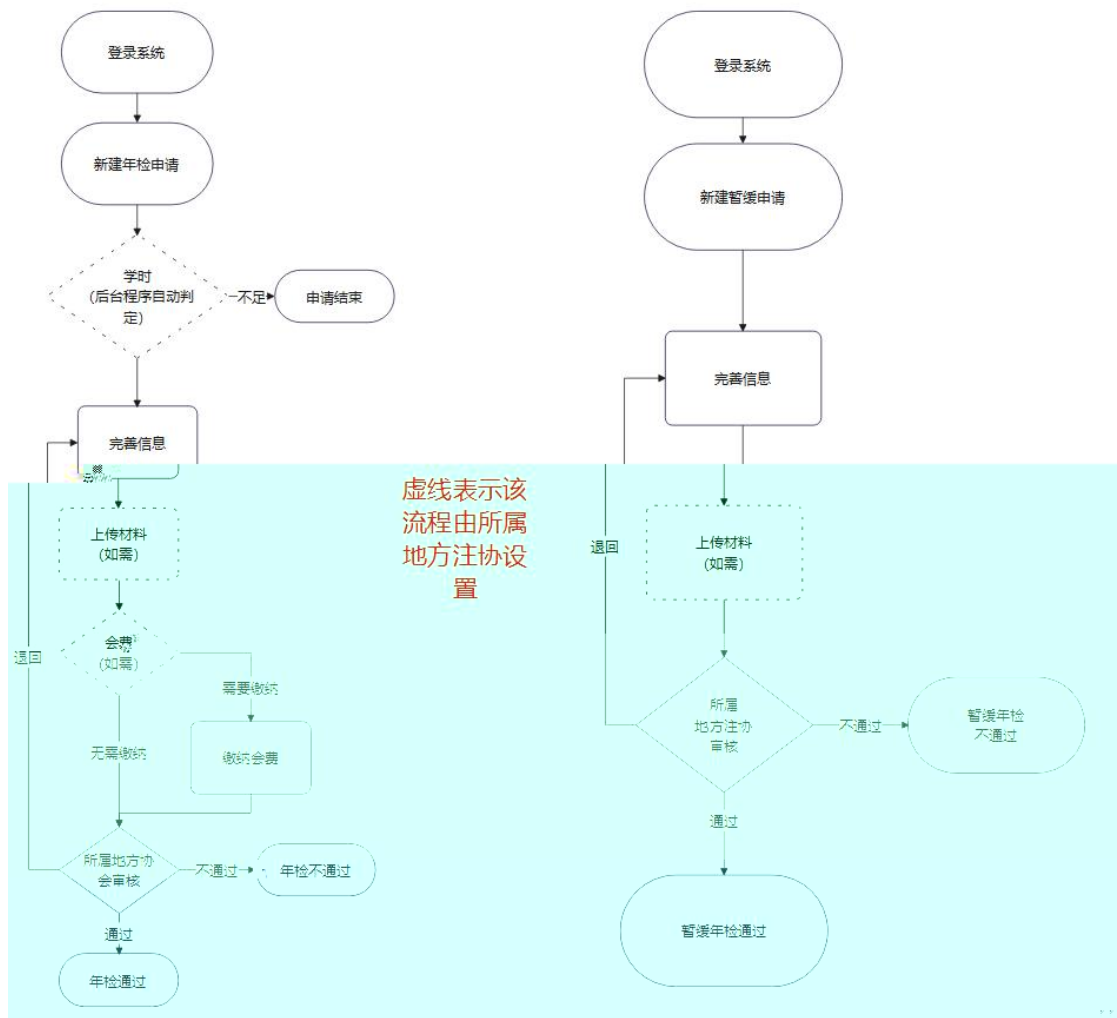 登录系统
新建年检申请
学时
(后台程序自动判
定)
不足
申请结束
完善信息
上传材料
(如需)
会费
(如需)
退回
需要缴纳
无需缴纳
缴纳会费
所属地方协
会审核
不通过
年检不通过
通过
年检通过
虚线表示该
流程由所属
地方注协设
置
登录系统
新建暂缓申请
完善信息
退回
上传材料
(如需)
所属
地方注协
审核
不通过
暂缓年检
不通过
通过
暂缓年检通过